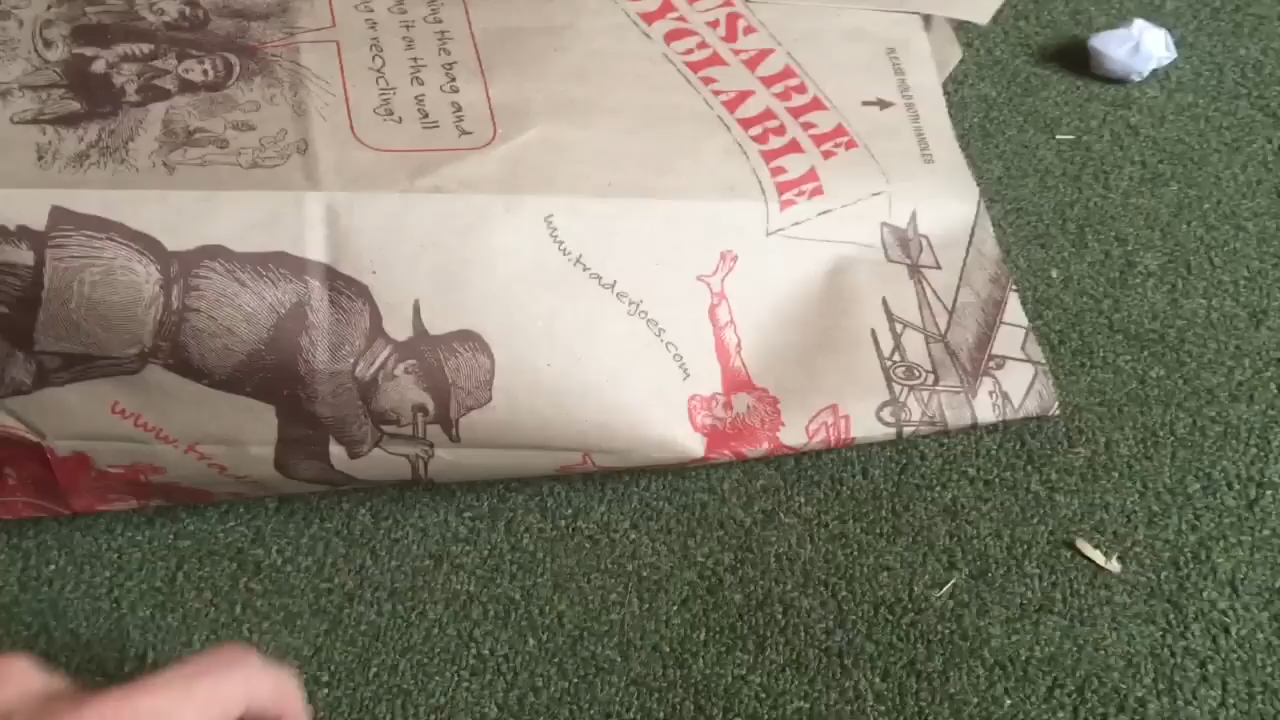 ing the bag and
g it on the wall
g or recycling?
USABLE
YCLABLE
PLEASE HOLD BOTH HANDLES
www.traderjoes.com
www.trad